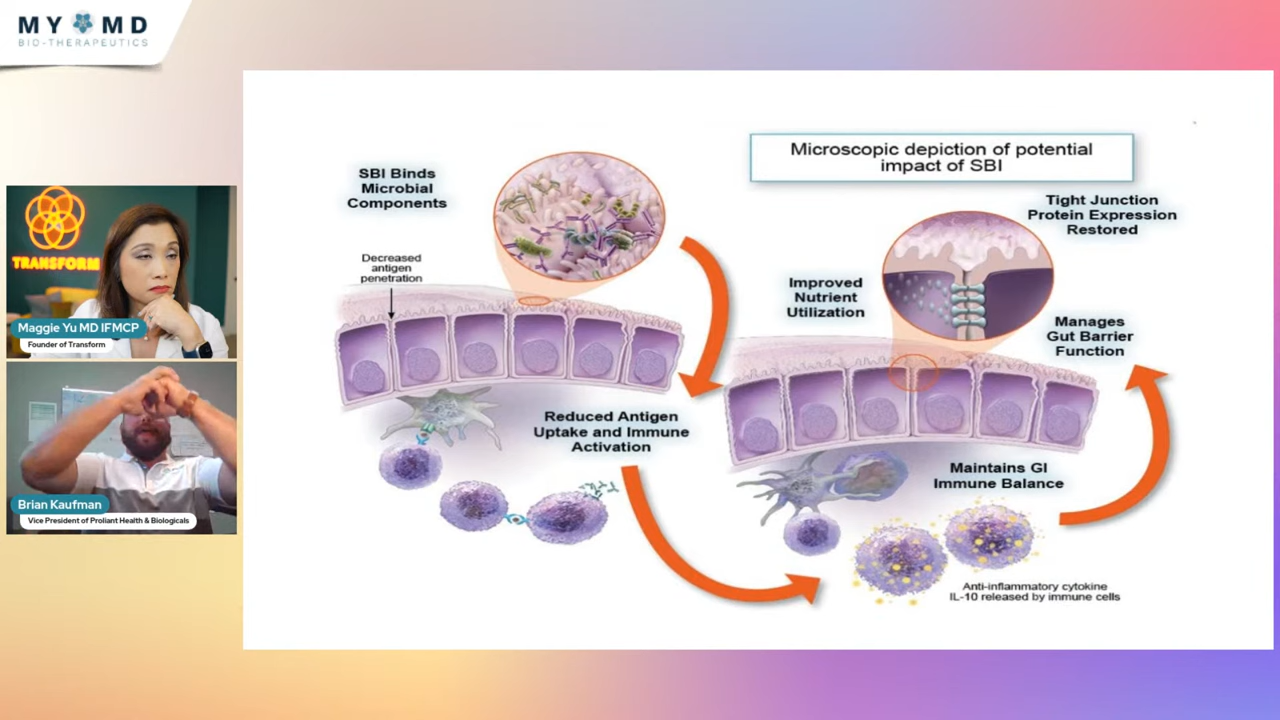 MY MD
BIO-THERAPEUTICS
TRANSFORM
Maggie Yu MD IFMCP
Founder of Transform
Brian Kaufman
Vice President of Proliant Health & Biologicals
SBI Binds
Microbial
Components
Decreased
antigen
penetration
Reduced Antigen
Uptake and Immune
Activation
Microscopic depiction of potential
impact of SBI
Tight Junction
Protein Expression
Restored
Improved
Nutrient
Utilization
Manages
Gut Barrier
Function
Maintains GI
Immune Balance
Anti-inflammatory cytokine
IL-10 released by immune cells